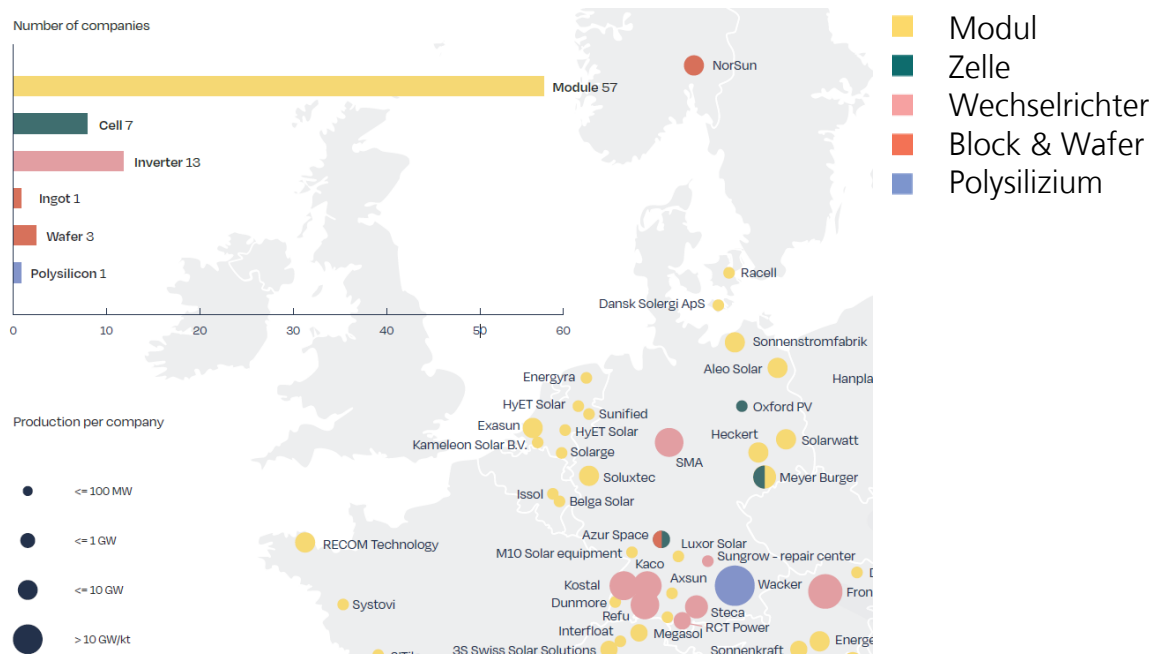 Number of companies
Module 57
Cell 7
Inverter 13
Ingot 1
Wafer 3
Polysilicon 1
0 10 20 30 40 50 60
Production per company
<= 100 MW
<= 1 GW
<= 10 GW
> 10 GW/kt
Modul
Zelle
Wechselrichter
Block & Wafer
Polysilizium
NorSun
Racell
Dansk Solergi ApS
Sonnenstromfabrik
Aleo Solar
Energyra
Hanpla
HyET Solar
Oxford PV
Sunified
Exasun
HyET Solar
Heckert
Solarwatt
Kameleon Solar B.V.
Solarge
SMA
Soluxtec
Meyer Burger
Issol
Belga Solar
Azur Space
RECOM Technology
Luxor Solar
M10 Solar equipment
Sungrow - repair center
Kaco
Kostal
Axsun
Wacker
Fron
Dunmore
Systovi
Refu
Steca
RCT Power
Interfloat
Megasol
Energe
3S Swiss Solar Solutions
Sonnenkraft